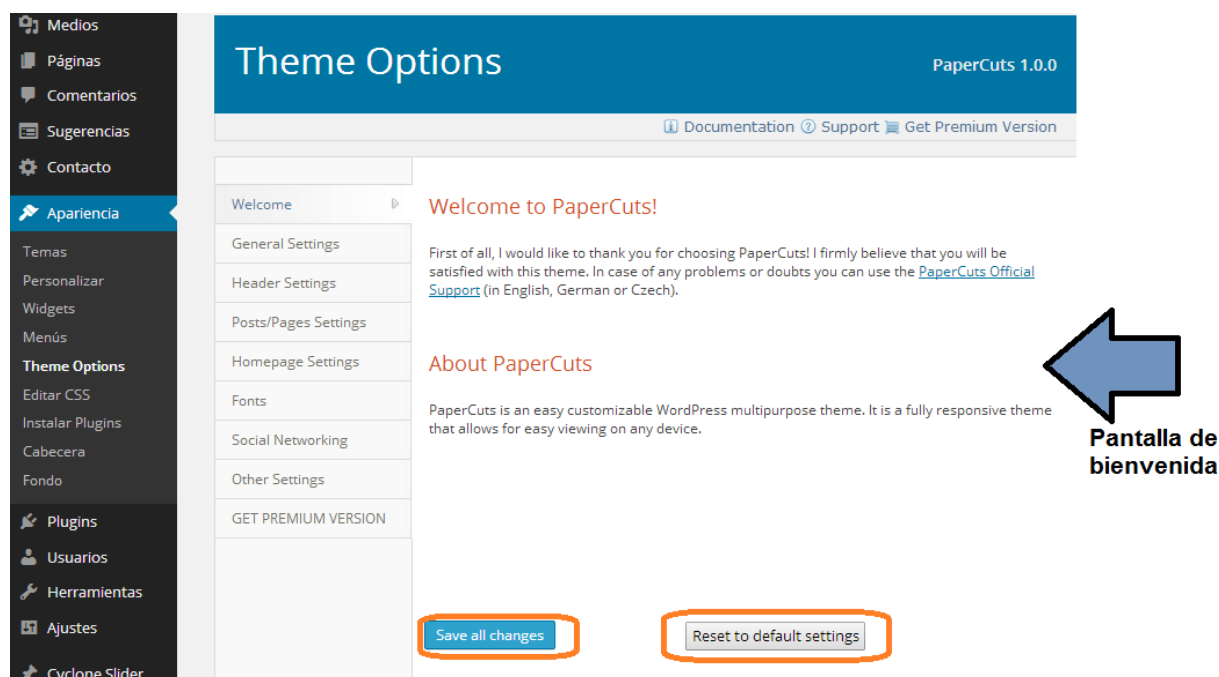 Medios
Páginas
Comentarios
Sugerencias
Contacto
Apariencia
Temas
Personalizar
Widgets
Menús
Theme Options
Editar CSS
Instalar Plugins
Cabecera
Fondo
Plugins
Usuarios
Herramientas
Ajustes
Cyclone Slider
Theme Options
PaperCuts 1.0.0
Documentation Support Get Premium Version
Welcome
General Settings
Header Settings
Posts/Pages Settings
Homepage Settings
Fonts
Social Networking
Other Settings
GET PREMIUM VERSION
Welcome to PaperCuts!
First of all, I would like to thank you for choosing PaperCuts! I firmly believe that you will be
satisfied with this theme. In case of any problems or doubts you can use the PaperCuts Official
Support (in English, German or Czech).
About PaperCuts
PaperCuts is an easy customizable WordPress multipurpose theme. It is a fully responsive theme
that allows for easy viewing on any device.
Save all changes
Reset to default settings
Pantalla de
bienvenida